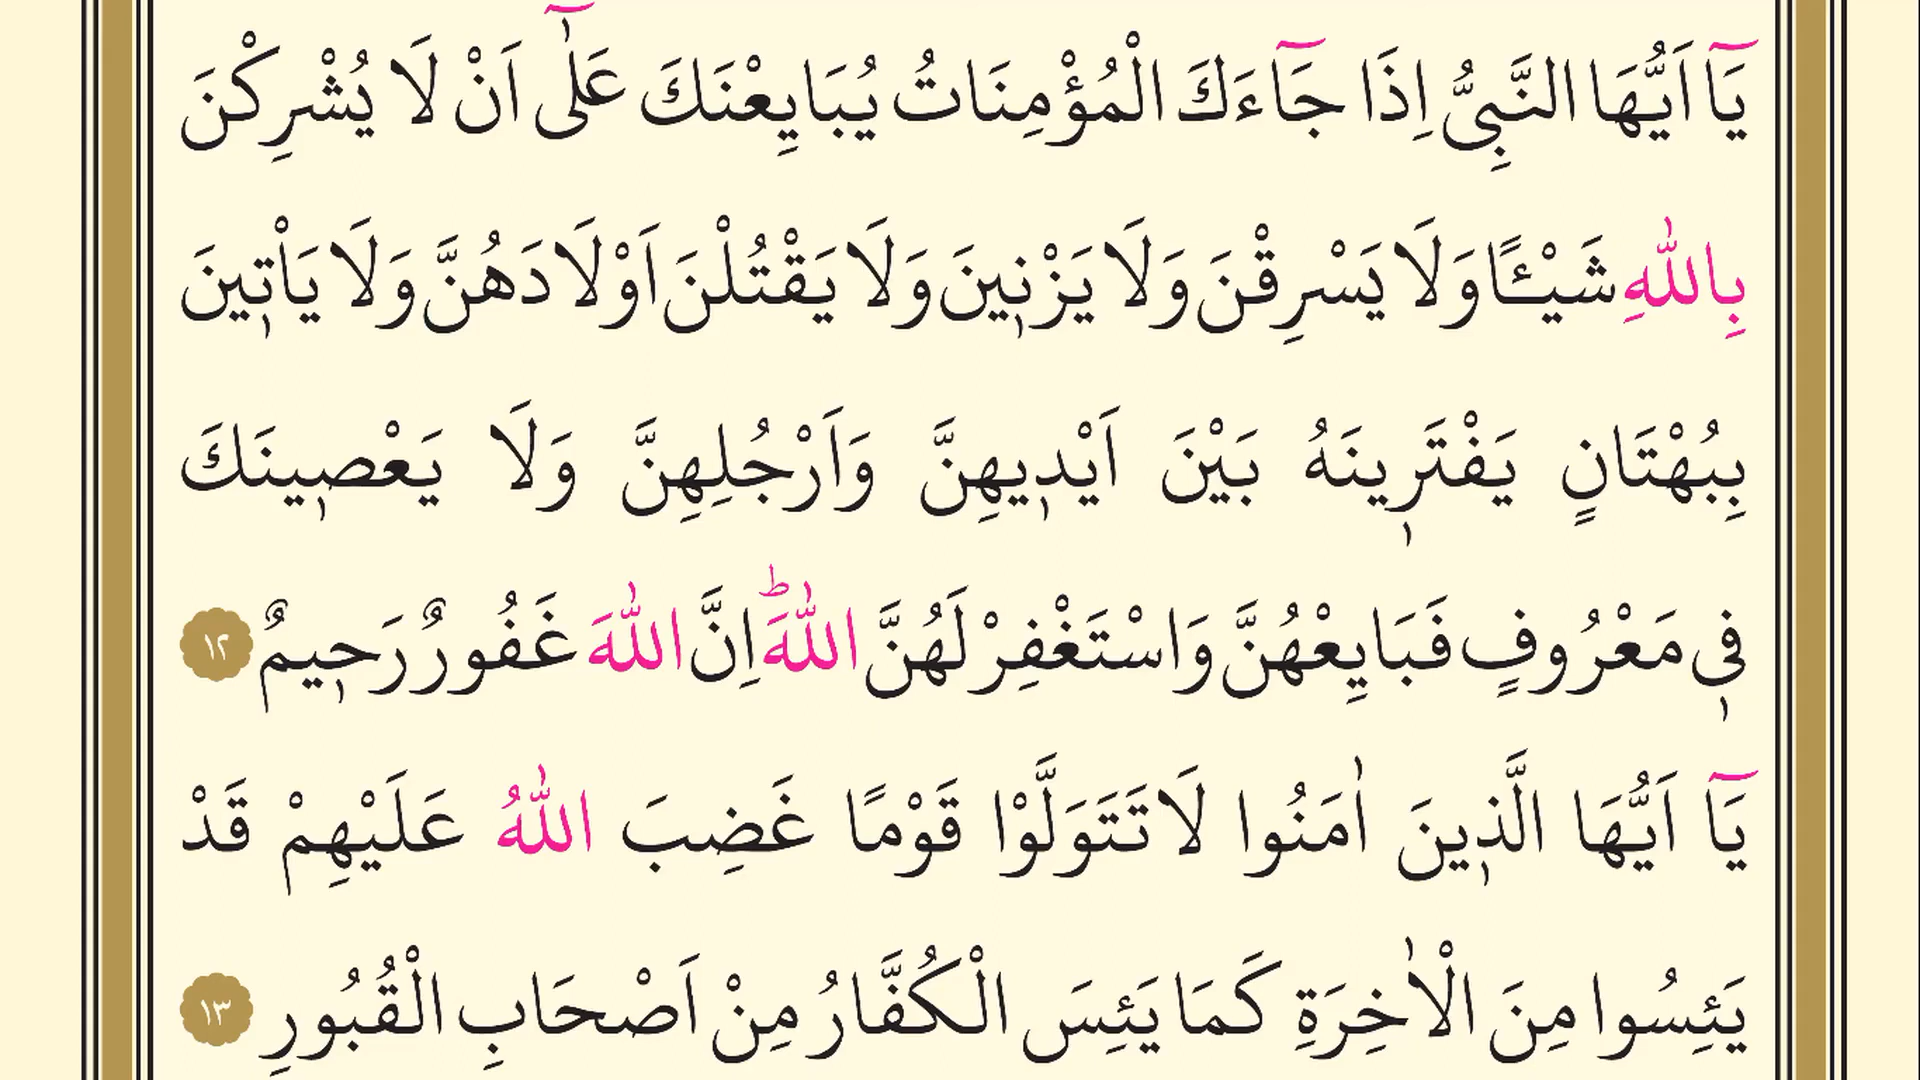 يَٓا اَيُّهَا النَّبِىُّ اِذَا جَٓاءَكَ الْمُؤْمِنَاتُ يُبَايِعْنَكَ عَلٰٓى اَنْ لَا يُشْرِكْنَ
بِاللّٰهِ شَيْـًٔا وَلَا يَسْرِقْنَ وَلَا يَزْن۪ينَ وَلَا يَقْتُلْنَ اَوْلَادَهُنَّ وَلَا يَاْت۪ينَ
بِبُهْتَانٍ يَفْتَر۪ينَهُ بَيْنَ اَيْد۪يهِنَّ وَاَرْجُلِهِنَّ وَلَا يَعْص۪ينَكَ
ف۪ى مَعْرُوفٍ فَبَايِعْهُنَّ وَاسْتَغْفِرْ لَهُنَّ اللّٰهَۜ اِنَّ اللّٰهَ غَفُورٌ رَح۪يمٌ ١٢
يَٓا اَيُّهَا الَّذ۪ينَ اٰمَنُوا لَا تَتَوَلَّوْا قَوْمًا غَضِبَ اللّٰهُ عَلَيْهِمْ قَدْ
يَئِسُوا مِنَ الْاٰخِرَةِ كَمَا يَئِسَ الْكُفَّارُ مِنْ اَصْحَابِ الْقُبُورِ ١٣